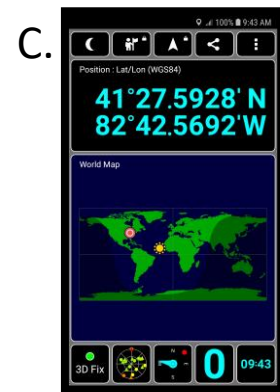 C.
100% 9:43 AM
Position : Lat/Lon (WGS84)
41°27.5928' N
82°42.5692'W
World Map
3D Fix
N
0
09:43